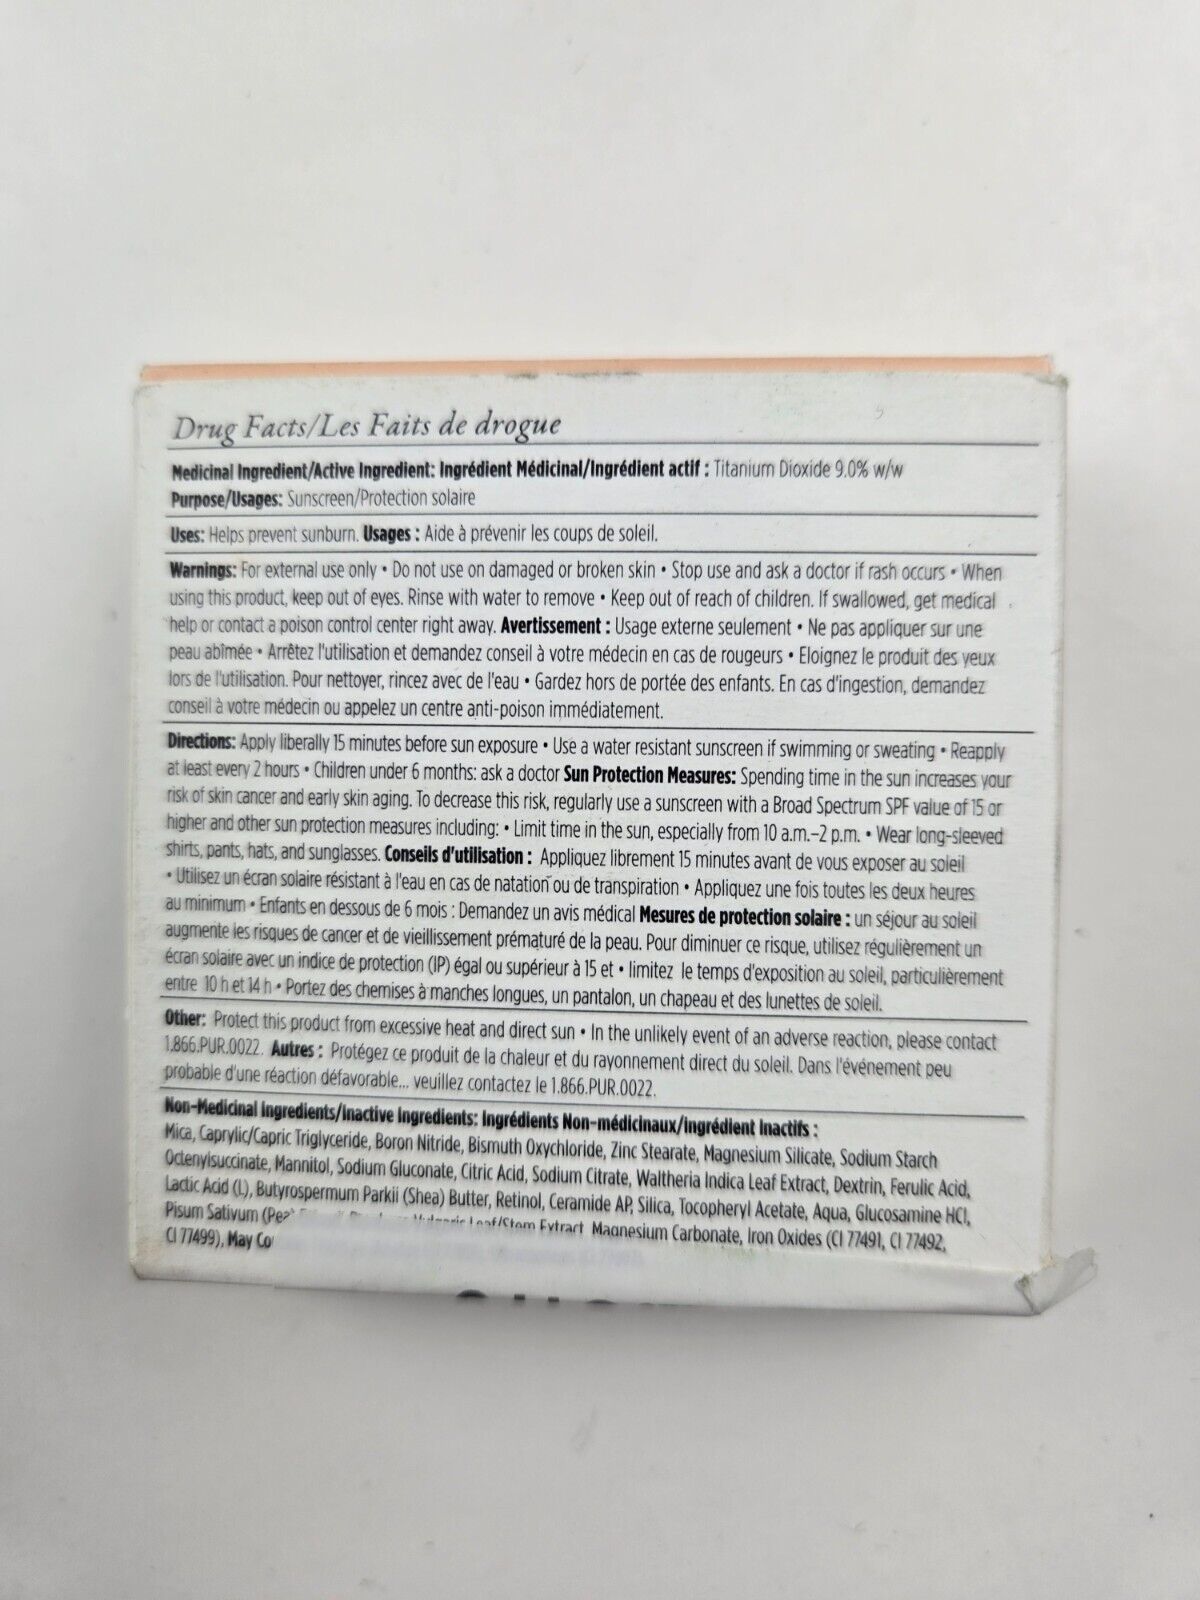 Drug Facts/Les Faits de drogue
Medicinal Ingredient/Active Ingredient: Ingrédient Médicinal/Ingrédient actif : Titanium Dioxide 9.0% w/w
Purpose/Usages: Sunscreen/Protection solaire
Uses: Helps prevent sunburn. Usages : Aide à prévenir les coups de soleil.
Warnings: For external use only • Do not use on damaged or broken skin • Stop use and ask a doctor if rash occurs • When
using this product, keep out of eyes. Rinse with water to remove • Keep out of reach of children. If swallowed, get medical
help or contact a poison control center right away. Avertissement : Usage externe seulement • Ne pas appliquer sur une
peau abîmée • Arrêtez l'utilisation et demandez conseil à votre médecin en cas de rougeurs • Eloignez le produit des yeux
lors de l'utilisation. Pour nettoyer, rincez avec de l'eau • Gardez hors de portée des enfants. En cas d'ingestion, demandez
conseil à votre médecin ou appelez un centre anti-poison immédiatement.
Directions: Apply liberally 15 minutes before sun exposure • Use a water resistant sunscreen if swimming or sweating • Reapply
at least every 2 hours • Children under 6 months: ask a doctor Sun Protection Measures: Spending time in the sun increases your
risk of skin cancer and early skin aging. To decrease this risk, regularly use a sunscreen with a Broad Spectrum SPF value of 15 or
higher and other sun protection measures including: • Limit time in the sun, especially from 10 a.m.–2 p.m. • Wear long-sleeved
shirts, pants, hats, and sunglasses. Conseils d'utilisation : Appliquez librement 15 minutes avant de vous exposer au soleil
• Utilisez un écran solaire résistant à l'eau en cas de natation ou de transpiration • Appliquez une fois toutes les deux heures
au minimum • Enfants en dessous de 6 mois : Demandez un avis médical Mesures de protection solaire : un séjour au soleil
augmente les risques de cancer et de vieillissement prématuré de la peau. Pour diminuer ce risque, utilisez régulièrement un
écran solaire avec un indice de protection (IP) égal ou supérieur à 15 et • limitez le temps d'exposition au soleil, particulièrement
entre 10 h et 14 h • Portez des chemises à manches longues, un pantalon, un chapeau et des lunettes de soleil.
Other: Protect this product from excessive heat and direct sun • In the unlikely event of an adverse reaction, please contact
1.866.PUR.0022. Autres : Protégez ce produit de la chaleur et du rayonnement direct du soleil. Dans l'événement peu
probable d'une réaction défavorable... veuillez contactez le 1.866.PUR.0022.
Non-Medicinal Ingredients/Inactive Ingredients: Ingrédients Non-médicinaux/Ingrédient Inactifs :
Mica, Caprylic/Capric Triglyceride, Boron Nitride, Bismuth Oxychloride, Zinc Stearate, Magnesium Silicate, Sodium Starch
Octenylsuccinate, Mannitol, Sodium Gluconate, Citric Acid, Sodium Citrate, Waltheria Indica Leaf Extract, Dextrin, Ferulic Acid,
Lactic Acid (L), Butyrospermum Parkii (Shea) Butter, Retinol, Ceramide AP, Silica, Tocopheryl Acetate, Aqua, Glucosamine HCl,
Pisum Sativum (Pea) Leaf/Stem Extract, Magnesium Carbonate, Iron Oxides (CI 77491, CI 77492,
CI 77499), May